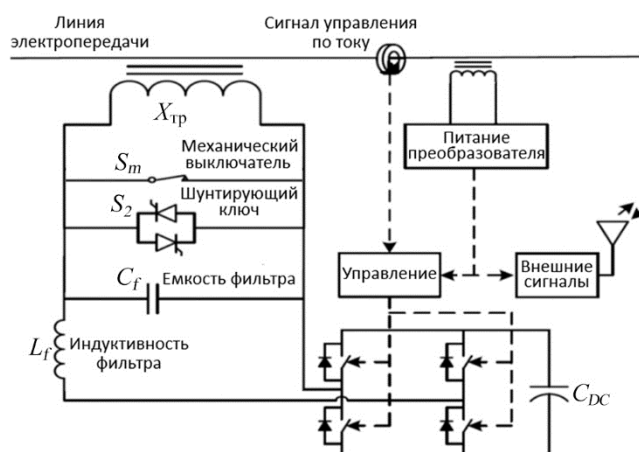 Линия
электропередачи
Сигнал управления
по току
Xтр
Питание
преобразователя
Sm
Механический
выключатель
S2
Шунтирующий
ключ
Cf
Емкость фильтра
Управление
Внешние
сигналы
Lf
Индуктивность
фильтра
CDC